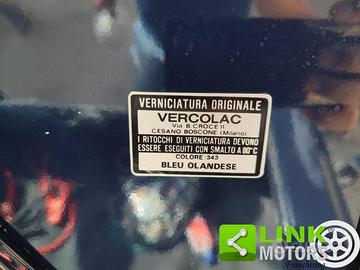 VERNICIATURA ORIGINALE
VERCOLAC
Via B. CROCE 11
CESANO BOSCONE (Milano)
I RITOCCHI DI VERNICIATURA DEVONO
ESSERE ESEGUITI CON SMALTO A 80°C
COLORE: 343
BLEU OLANDESE
LINK
MOTORS